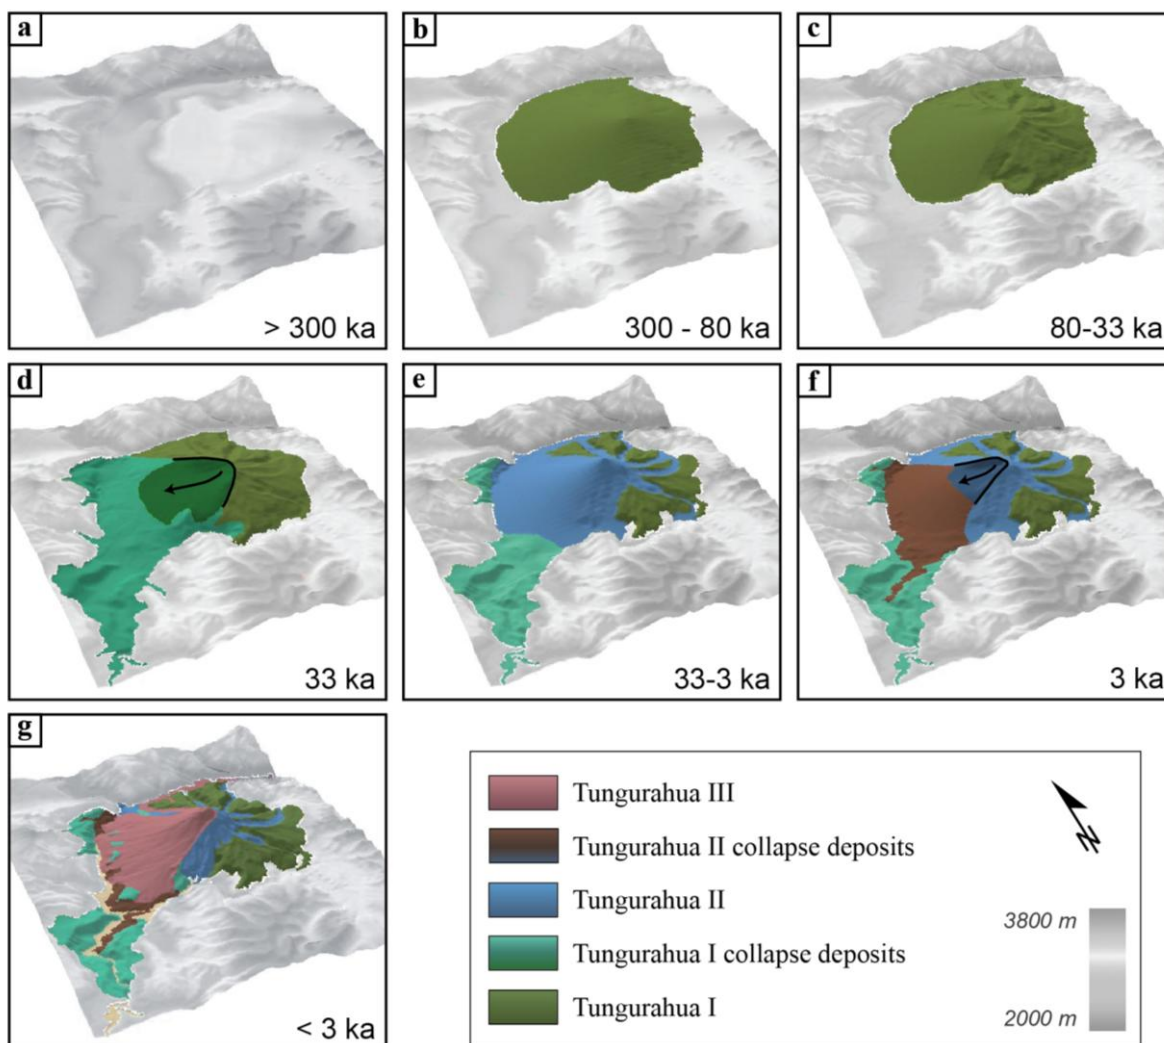 a
> 300 ka
b
300 - 80 ka
c
80-33 ka
d
33 ka
e
33-3 ka
f
3 ka
g
< 3 ka
Tungurahua III
Tungurahua II collapse deposits
Tungurahua II
Tungurahua I collapse deposits
Tungurahua I
N
3800 m
2000 m